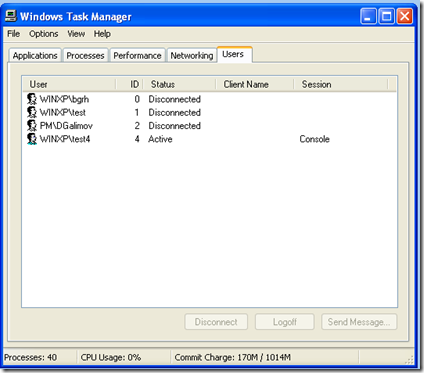 Windows Task Manager
File Options View Help
Applications Processes Performance Networking Users
User ID Status Client Name Session
WINXP\bgrh 0 Disconnected
WINXP\test 1 Disconnected
PM\DGalimov 2 Disconnected
WINXP\test4 4 Active Console
Disconnect Logoff Send Message...
Processes: 40 CPU Usage: 0% Commit Charge: 170M / 1014M